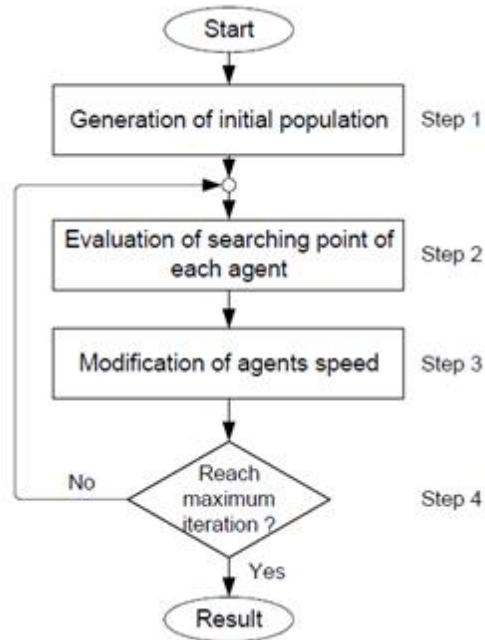 Start
Generation of initial population
Step 1
Evaluation of searching point of
each agent
Step 2
Modification of agents speed
Step 3
Reach
maximum
iteration ?
Step 4
No
Yes
Result